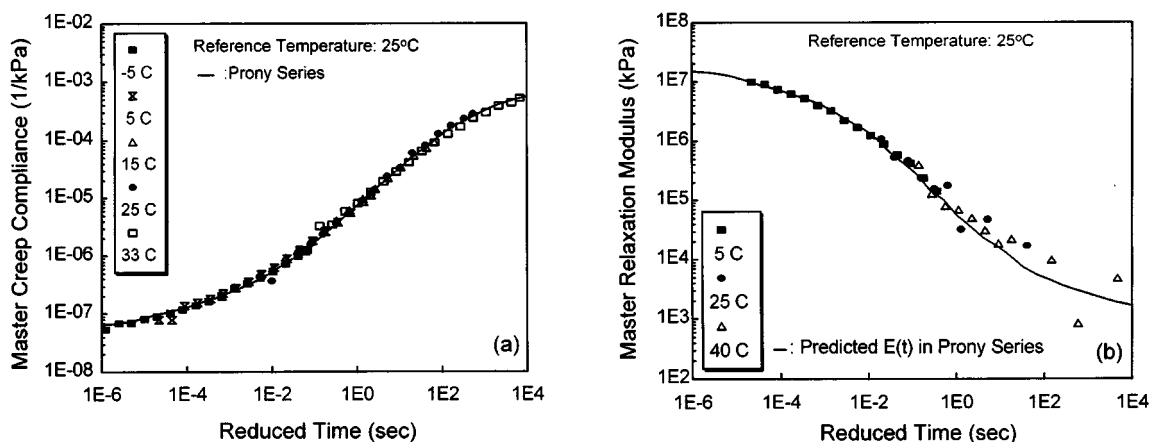 1E-02
1E-03
1E-04
1E-05
1E-06
1E-07
1E-08
Master Creep Compliance (1/kPa)
Reference Temperature: 25°C
— :Prony Series
-5 C
5 C
15 C
25 C
33 C
(a)
1E-6 1E-4 1E-2 1E0 1E2 1E4
Reduced Time (sec)
1E8
1E7
1E6
1E5
1E4
1E3
1E2
Master Relaxation Modulus (kPa)
Reference Temperature: 25°C
5 C
25 C
40 C
—: Predicted E(t) in Prony Series
(b)
1E-6 1E-4 1E-2 1E0 1E2 1E4
Reduced Time (sec)